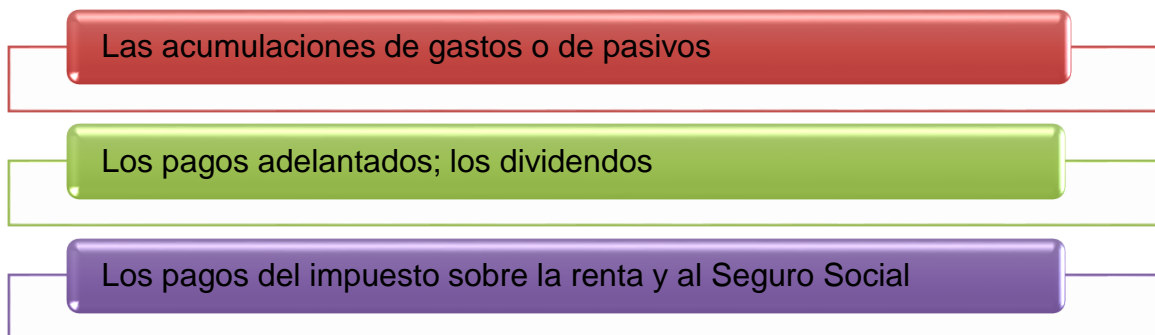 Las acumulaciones de gastos o de pasivos
Los pagos adelantados; los dividendos
Los pagos del impuesto sobre la renta y al Seguro Social